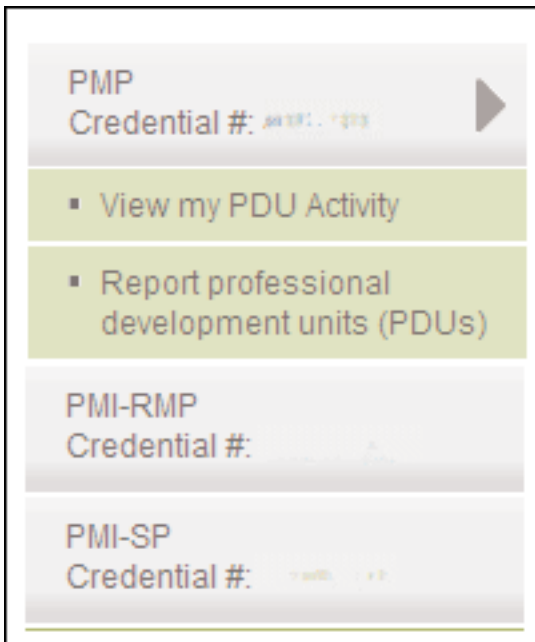 PMP
Credential #:
View my PDU Activity
Report professional
development units (PDUs)
PMI-RMP
Credential #:
PMI-SP
Credential #: